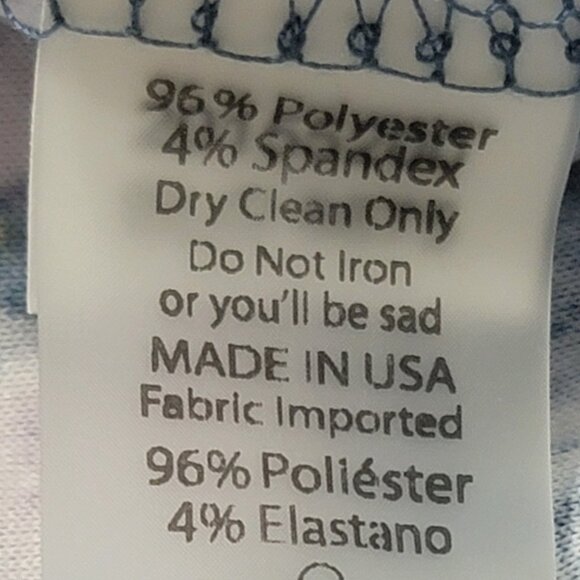 96% Polyester
4% Spandex
Dry Clean Only
Do Not Iron
or you'll be sad
MADE IN USA
Fabric Imported
96% Poliéster
4% Elastano